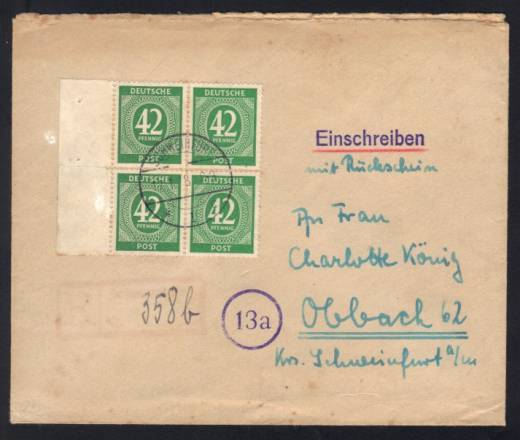 DEUTSCHE DEUTSCHE
42 42
PFENNIG PFENNIG
POST POST
DEUTSCHE DEUTSCHE
42 42
PFENNIG PFENNIG
POST POST
Einschreiben
mit Rückschein
Frau
Charlotte König
Obbach 62
Krs. Schweinfurt a/m
358b
13a